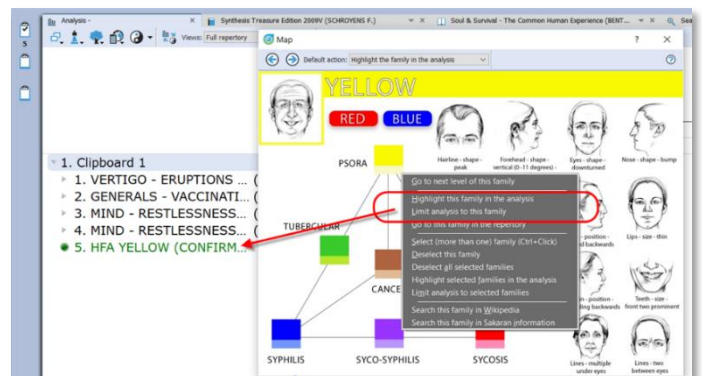 Analysis -
Synthesis Treasure Edition 2009V (SCHROYENS F.)
Soul & Survival - The Common Human Experience (BENT...
Sea
Views: Full repertory
5
Map
Default action: Highlight the family in the analysis
YELLOW
RED
BLUE
Hairline - shape - peak
Forehead - shape - vertical (0-11 degrees) -
Eyes - shape - downturned
Nose - shape - bump
PSORA
1. Clipboard 1
1. VERTIGO - ERUPTIONS ... (
2. GENERALS - VACCINATI... (
3. MIND - RESTLESSNESS... (
4. MIND - RESTLESSNESS... (
5. HFA YELLOW (CONFIRM...
Go to next level of this family
Highlight this family in the analysis
Limit analysis to this family
Go to this family in the repertory
Select (more than one) family (Ctrl+Click)
Deselect this family
Deselect all selected families
Highlight selected families in the analysis
Limit analysis to selected families
Search this family in Wikipedia
Search this family in Sakaran information
TUBERCULAR
CANCE
- position -
d backwards
Lips - size - thin
n - position -
ding backwards
Teeth - size -
front two prominent
SYPHILIS
SYCO-SYPHILIS
SYCOSIS
Lines - multiple
under eyes
Lines - two
between eyes